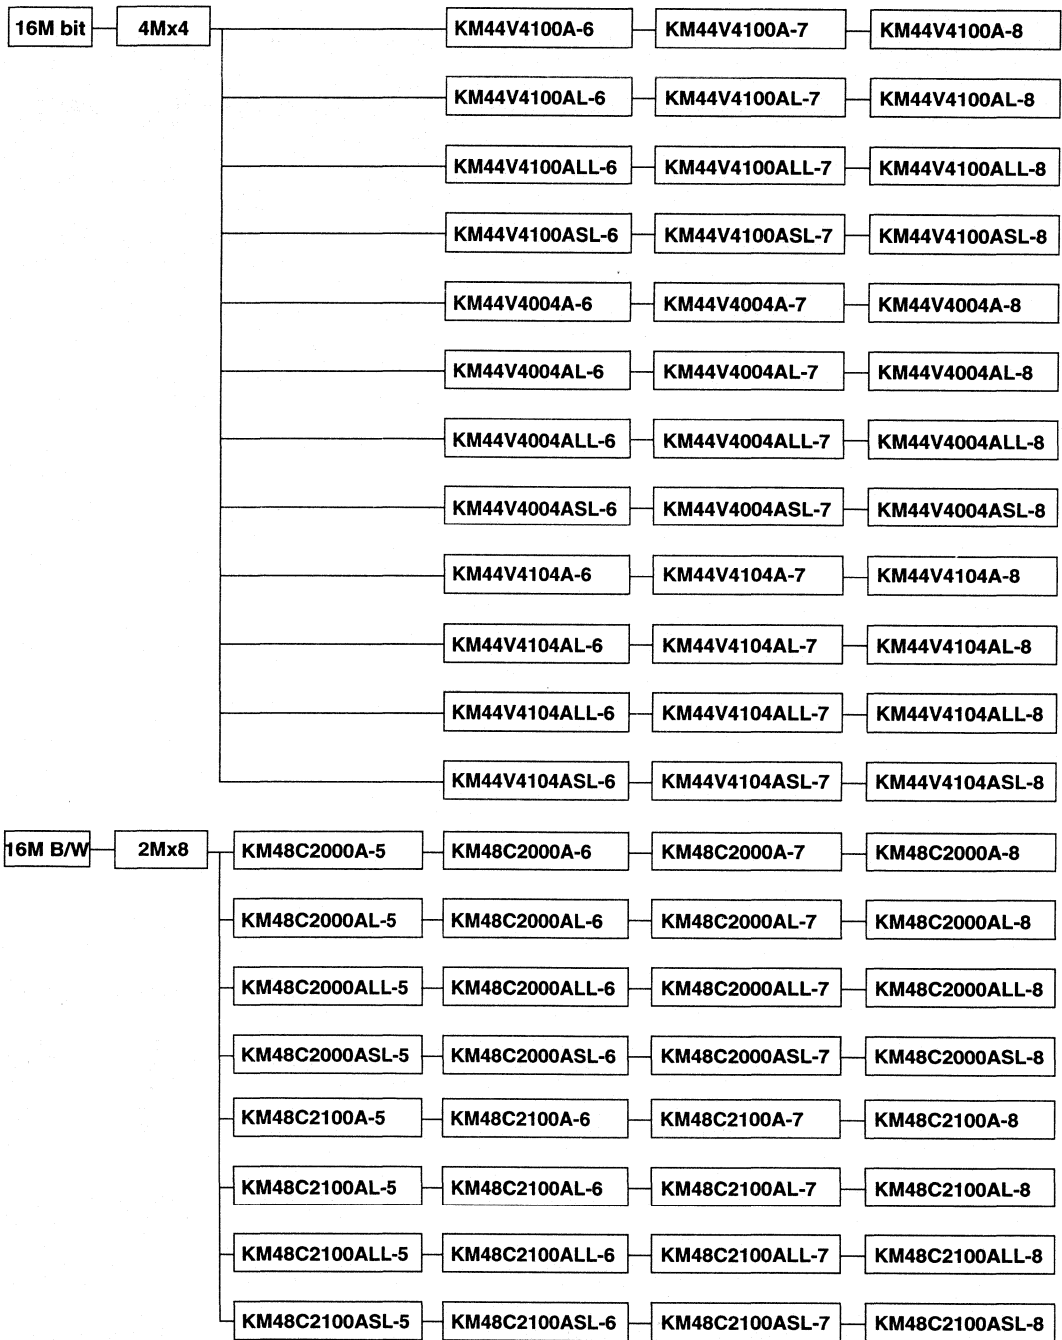 16M bit 4Mx4 KM44V4100A-6 KM44V4100A-7 KM44V4100A-8
KM44V4100AL-6 KM44V4100AL-7 KM44V4100AL-8
KM44V4100ALL-6 KM44V4100ALL-7 KM44V4100ALL-8
KM44V4100ASL-6 KM44V4100ASL-7 KM44V4100ASL-8
KM44V4004A-6 KM44V4004A-7 KM44V4004A-8
KM44V4004AL-6 KM44V4004AL-7 KM44V4004AL-8
KM44V4004ALL-6 KM44V4004ALL-7 KM44V4004ALL-8
KM44V4004ASL-6 KM44V4004ASL-7 KM44V4004ASL-8
KM44V4104A-6 KM44V4104A-7 KM44V4104A-8
KM44V4104AL-6 KM44V4104AL-7 KM44V4104AL-8
KM44V4104ALL-6 KM44V4104ALL-7 KM44V4104ALL-8
KM44V4104ASL-6 KM44V4104ASL-7 KM44V4104ASL-8
16M B/W 2Mx8 KM48C2000A-5 KM48C2000A-6 KM48C2000A-7 KM48C2000A-8
KM48C2000AL-5 KM48C2000AL-6 KM48C2000AL-7 KM48C2000AL-8
KM48C2000ALL-5 KM48C2000ALL-6 KM48C2000ALL-7 KM48C2000ALL-8
KM48C2000ASL-5 KM48C2000ASL-6 KM48C2000ASL-7 KM48C2000ASL-8
KM48C2100A-5 KM48C2100A-6 KM48C2100A-7 KM48C2100A-8
KM48C2100AL-5 KM48C2100AL-6 KM48C2100AL-7 KM48C2100AL-8
KM48C2100ALL-5 KM48C2100ALL-6 KM48C2100ALL-7 KM48C2100ALL-8
KM48C2100ASL-5 KM48C2100ASL-6 KM48C2100ASL-7 KM48C2100ASL-8